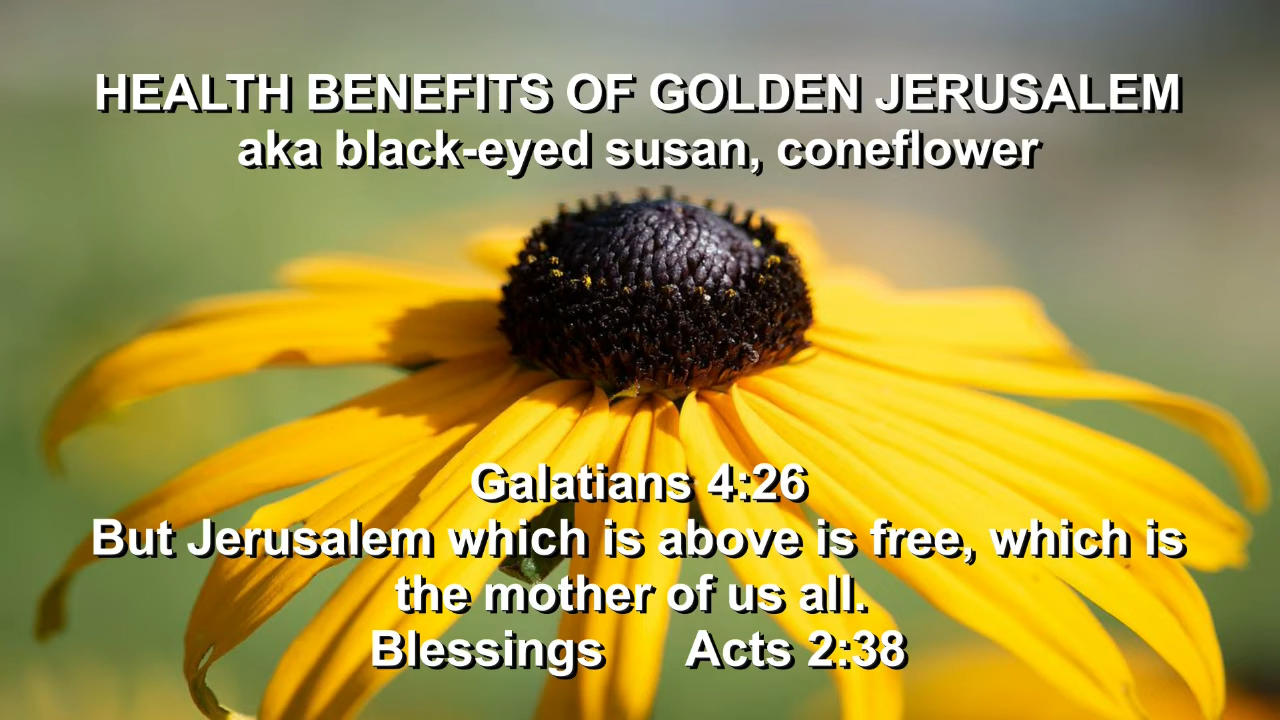 HEALTH BENEFITS OF GOLDEN JERUSALEM
aka black-eyed susan, coneflower
Galatians 4:26
But Jerusalem which is above is free, which is
the mother of us all.
Blessings Acts 2:38